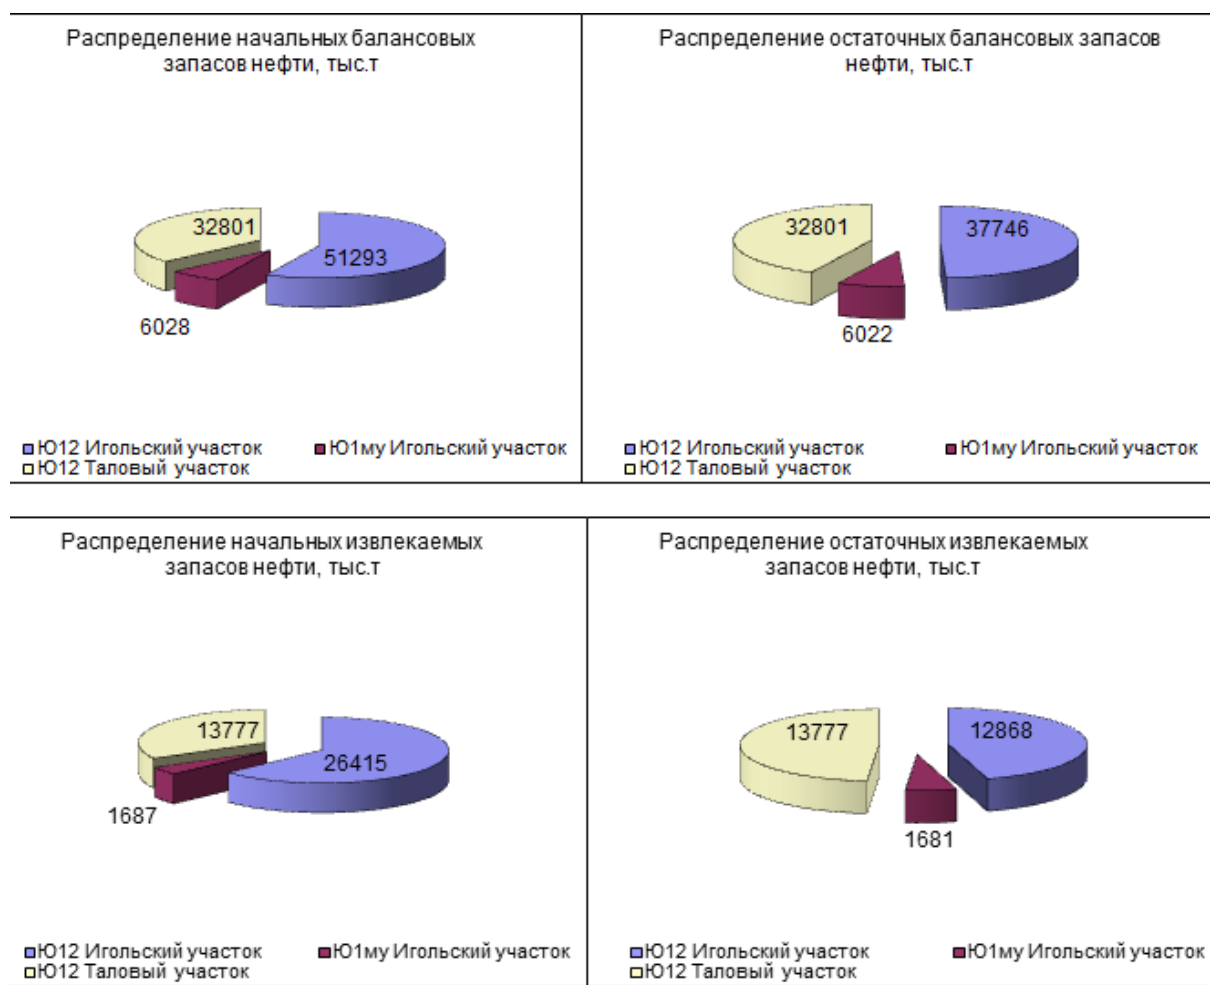 Распределение начальных балансовых
запасов нефти, тыс.т
32801
51293
6028
Ю12 Игольский участок
Ю1му Игольский участок
Ю12 Таловый участок
Распределение остаточных балансовых запасов
нефти, тыс.т
32801
37746
6022
Ю12 Игольский участок
Ю1му Игольский участок
Ю12 Таловый участок
Распределение начальных извлекаемых
запасов нефти, тыс.т
13777
26415
1687
Ю12 Игольский участок
Ю1му Игольский участок
Ю12 Таловый участок
Распределение остаточных извлекаемых
запасов нефти, тыс.т
13777
12868
1681
Ю12 Игольский участок
Ю1му Игольский участок
Ю12 Таловый участок